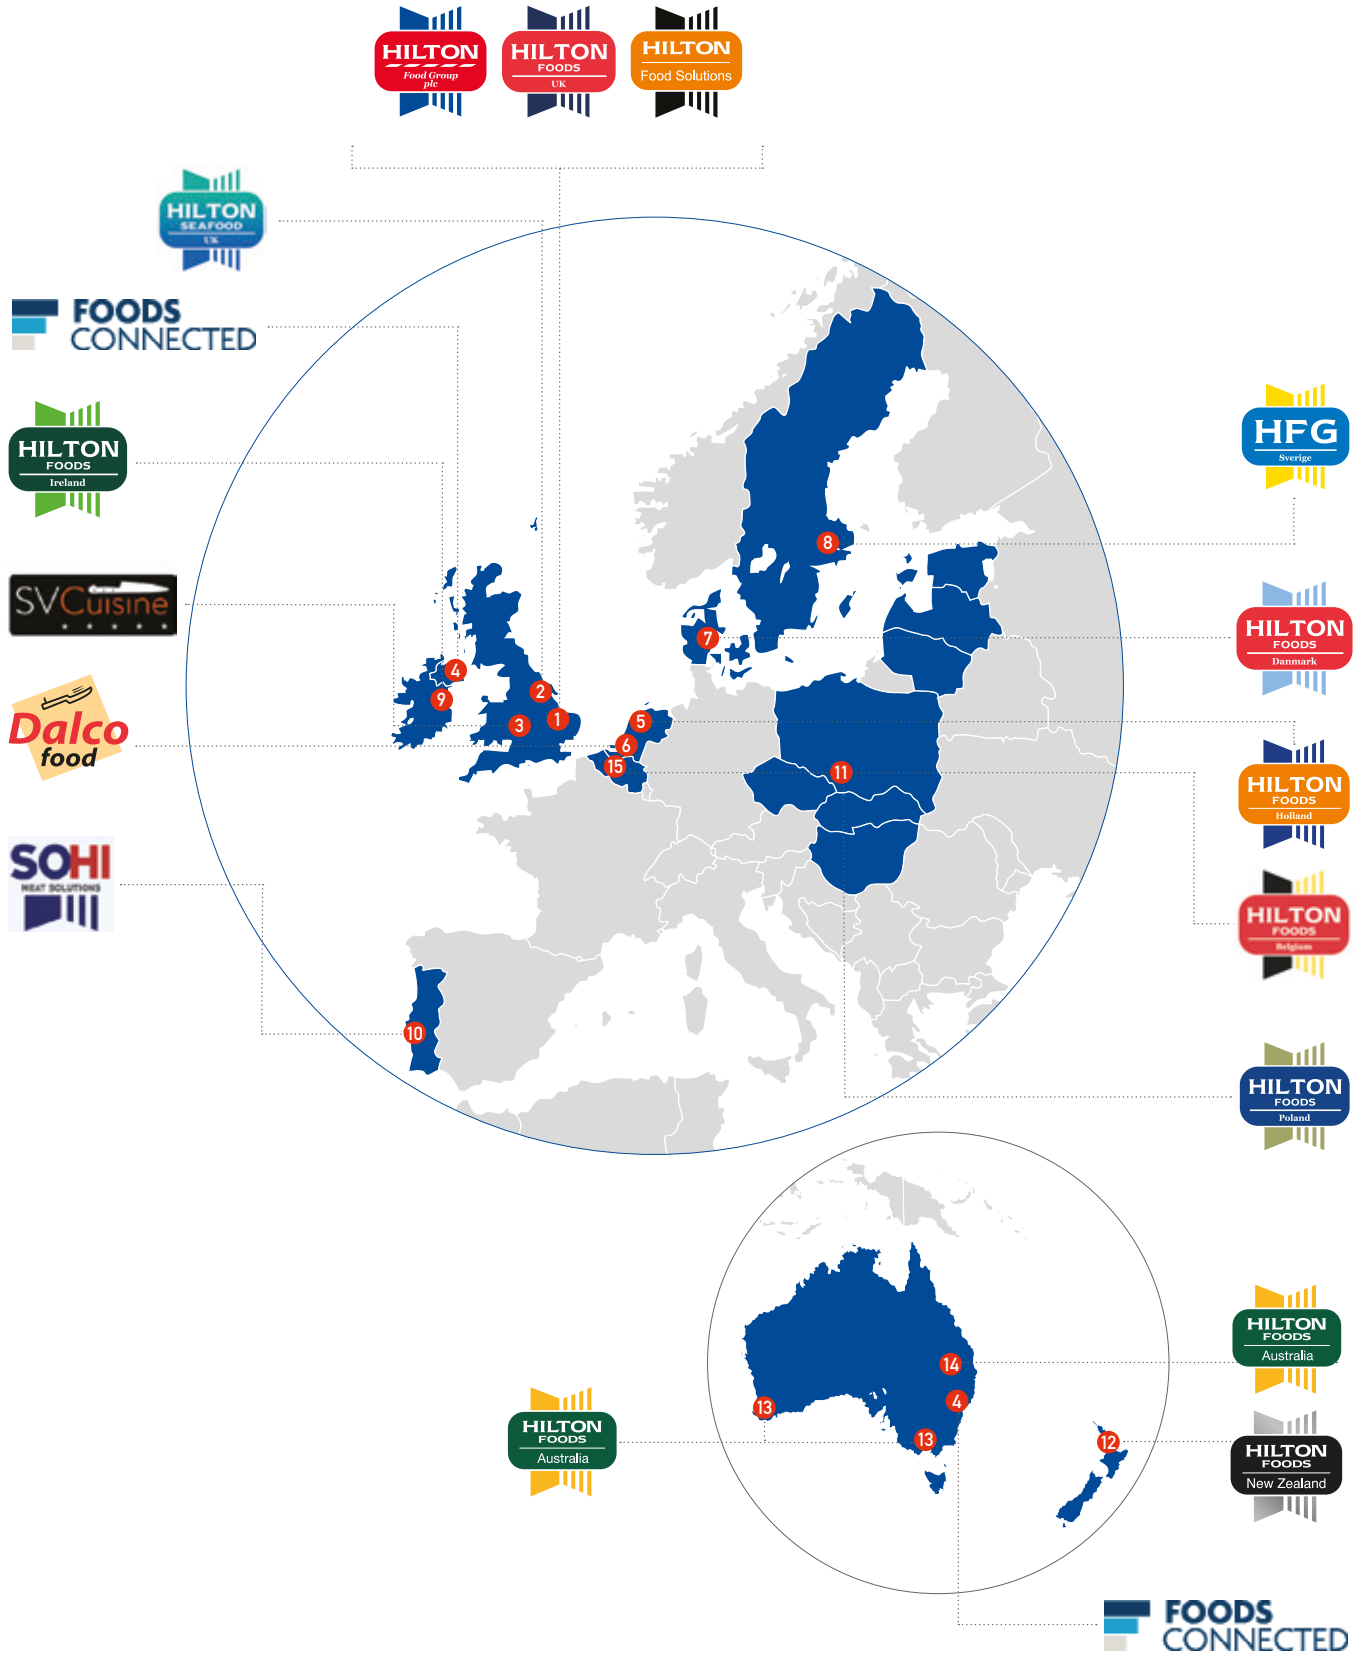 HILTON
Food Group
plc
HILTON
FOODS
UK
HILTON
Food Solutions
HILTON
SEAFOOD
UK
FOODS
CONNECTED
HILTON
FOODS
Ireland
SVCuisine
Dalco
food
SOHI
MEAT SOLUTIONS
HFG
Sverige
HILTON
FOODS
Danmark
HILTON
FOODS
Holland
HILTON
FOODS
Belgium
HILTON
FOODS
Poland
8
7
4
9
2
1
3
5
6
15
11
10
14
4
13
13
12
HILTON
FOODS
Australia
HILTON
FOODS
Australia
HILTON
FOODS
New Zealand
FOODS
CONNECTED